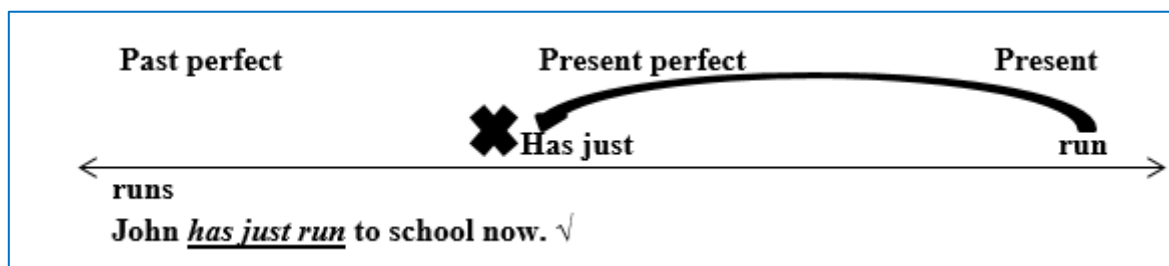 Past perfect Present perfect Present
Has just run
runs
John has just run to school now. √